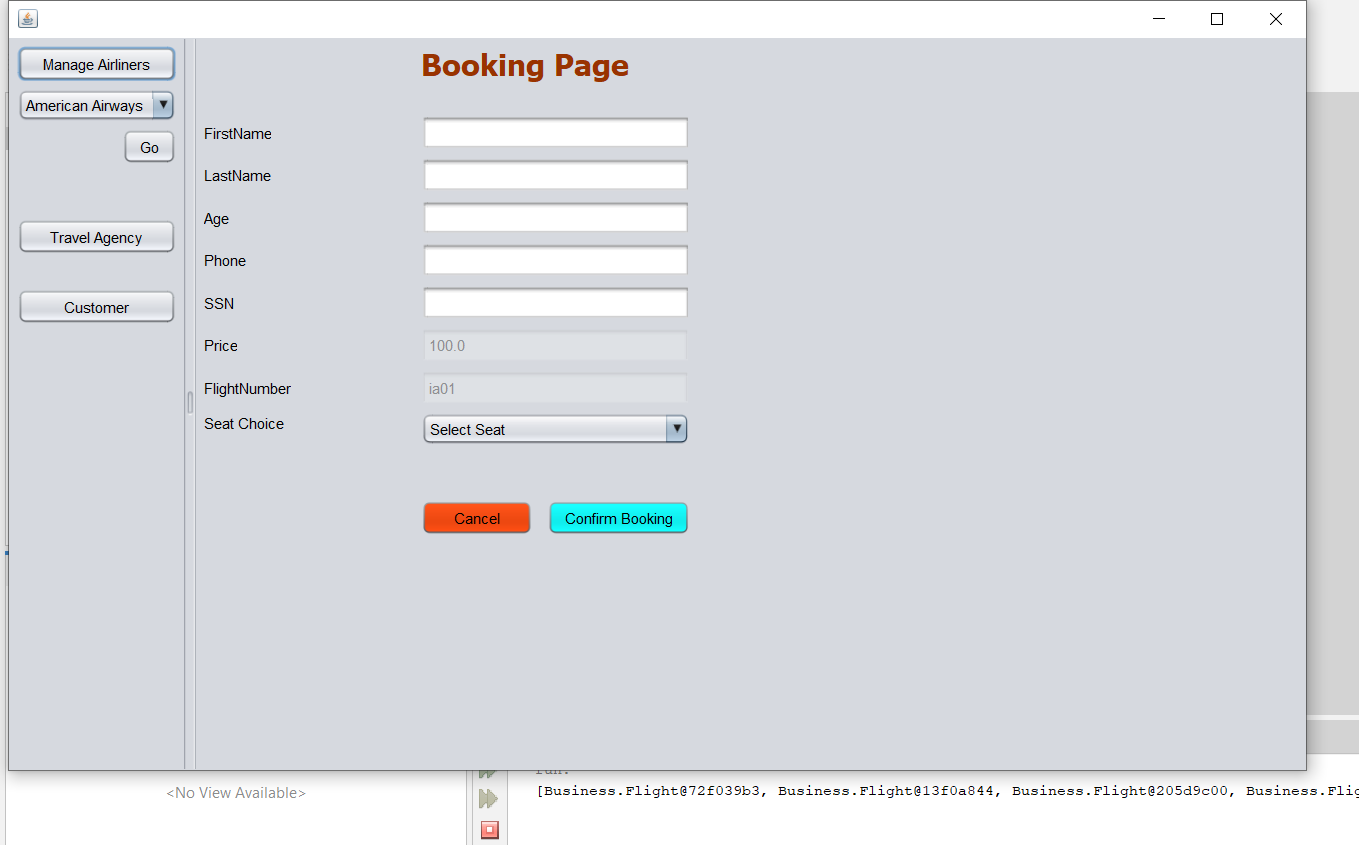 Booking Page
Manage Airliners
American Airways
Go
Travel Agency
Customer
FirstName
LastName
Age
Phone
SSN
Price 100.0
FlightNumber ia01
Seat Choice Select Seat
Cancel Confirm Booking
<No View Available>
run:
[Business.Flight@72f039b3, Business.Flight@13f0a844, Business.Flight@205d9c00, Business.Flig